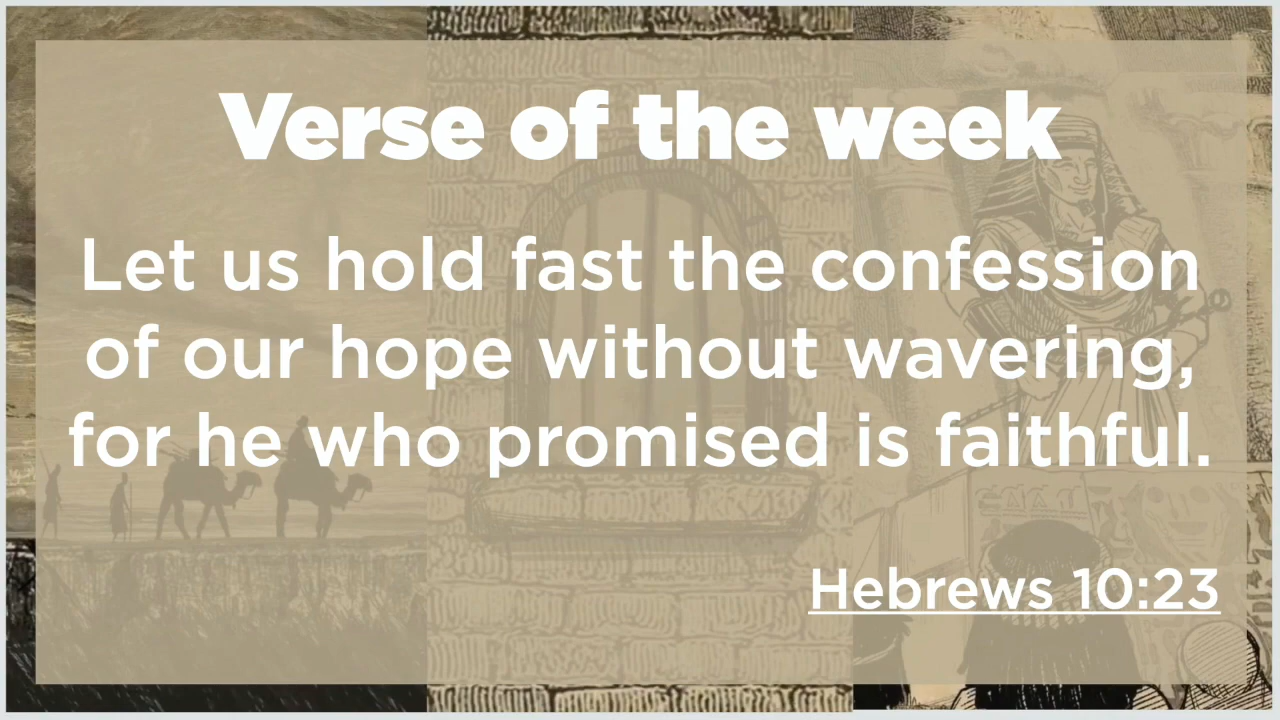 Verse of the week
Let us hold fast the confession
of our hope without wavering,
for he who promised is faithful.
Hebrews 10:23